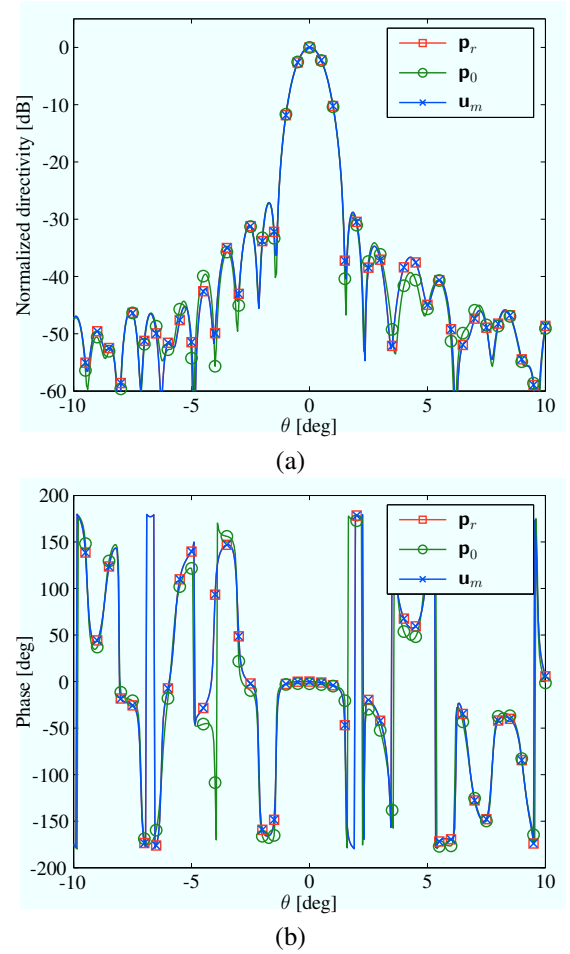 0
-10
-20
-30
-40
-50
-60
Normalized directivity [dB]
p_r
p_0
u_m
-10 -5 0 5 10
θ [deg]
(a)
200
150
100
50
0
-50
-100
-150
-200
Phase [deg]
p_r
p_0
u_m
-10 -5 0 5 10
θ [deg]
(b)